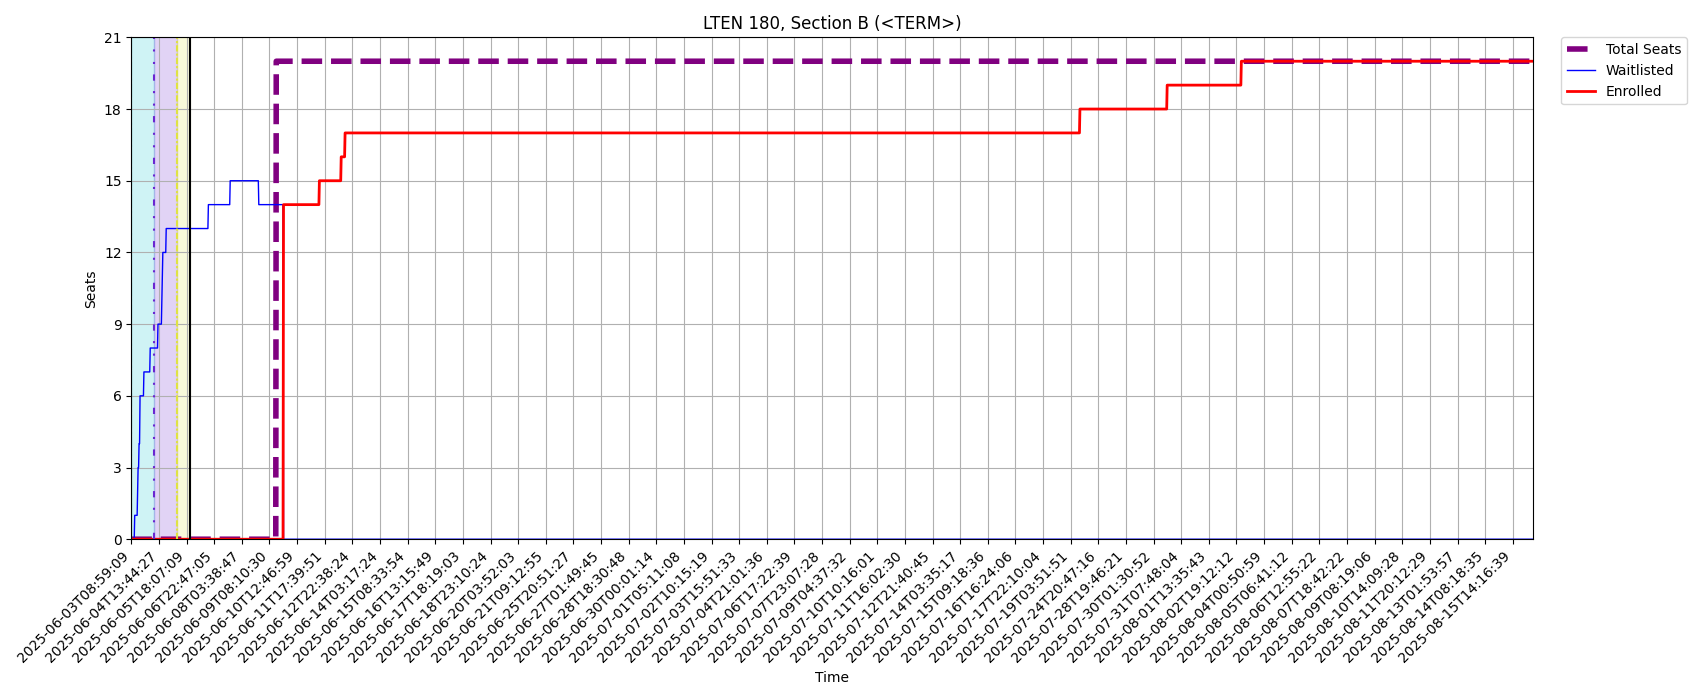 LTEN 180, Section B (<TERM>)
Total Seats
Waitlisted
Enrolled
Seats
21
18
15
12
9
6
3
0
2025-06-03T08:59:09
2025-06-04T13:44:27
2025-06-05T18:07:09
2025-06-06T22:47:05
2025-06-08T03:38:47
2025-06-09T08:10:30
2025-06-10T12:46:59
2025-06-11T17:39:51
2025-06-12T22:38:24
2025-06-14T03:17:24
2025-06-15T08:33:54
2025-06-16T13:15:49
2025-06-17T18:19:03
2025-06-18T23:10:24
2025-06-20T03:52:03
2025-06-21T09:12:55
2025-06-25T20:51:27
2025-06-27T01:49:45
2025-06-28T18:30:48
2025-06-30T00:01:14
2025-07-01T05:11:08
2025-07-02T10:15:19
2025-07-03T15:51:33
2025-07-04T21:01:36
2025-07-06T17:22:39
2025-07-07T23:07:28
2025-07-09T04:37:32
2025-07-10T10:16:01
2025-07-11T16:02:30
2025-07-12T21:40:45
2025-07-14T03:35:17
2025-07-15T09:18:36
2025-07-16T16:24:06
2025-07-17T22:10:04
2025-07-19T03:51:51
2025-07-24T20:47:16
2025-07-28T19:46:21
2025-07-30T01:30:52
2025-07-31T07:48:04
2025-08-01T13:35:43
2025-08-02T19:12:12
2025-08-04T00:50:59
2025-08-05T06:41:12
2025-08-06T12:55:22
2025-08-07T18:42:22
2025-08-09T08:19:06
2025-08-10T14:09:28
2025-08-11T20:12:29
2025-08-13T01:53:57
2025-08-14T08:18:35
2025-08-15T14:16:39
Time